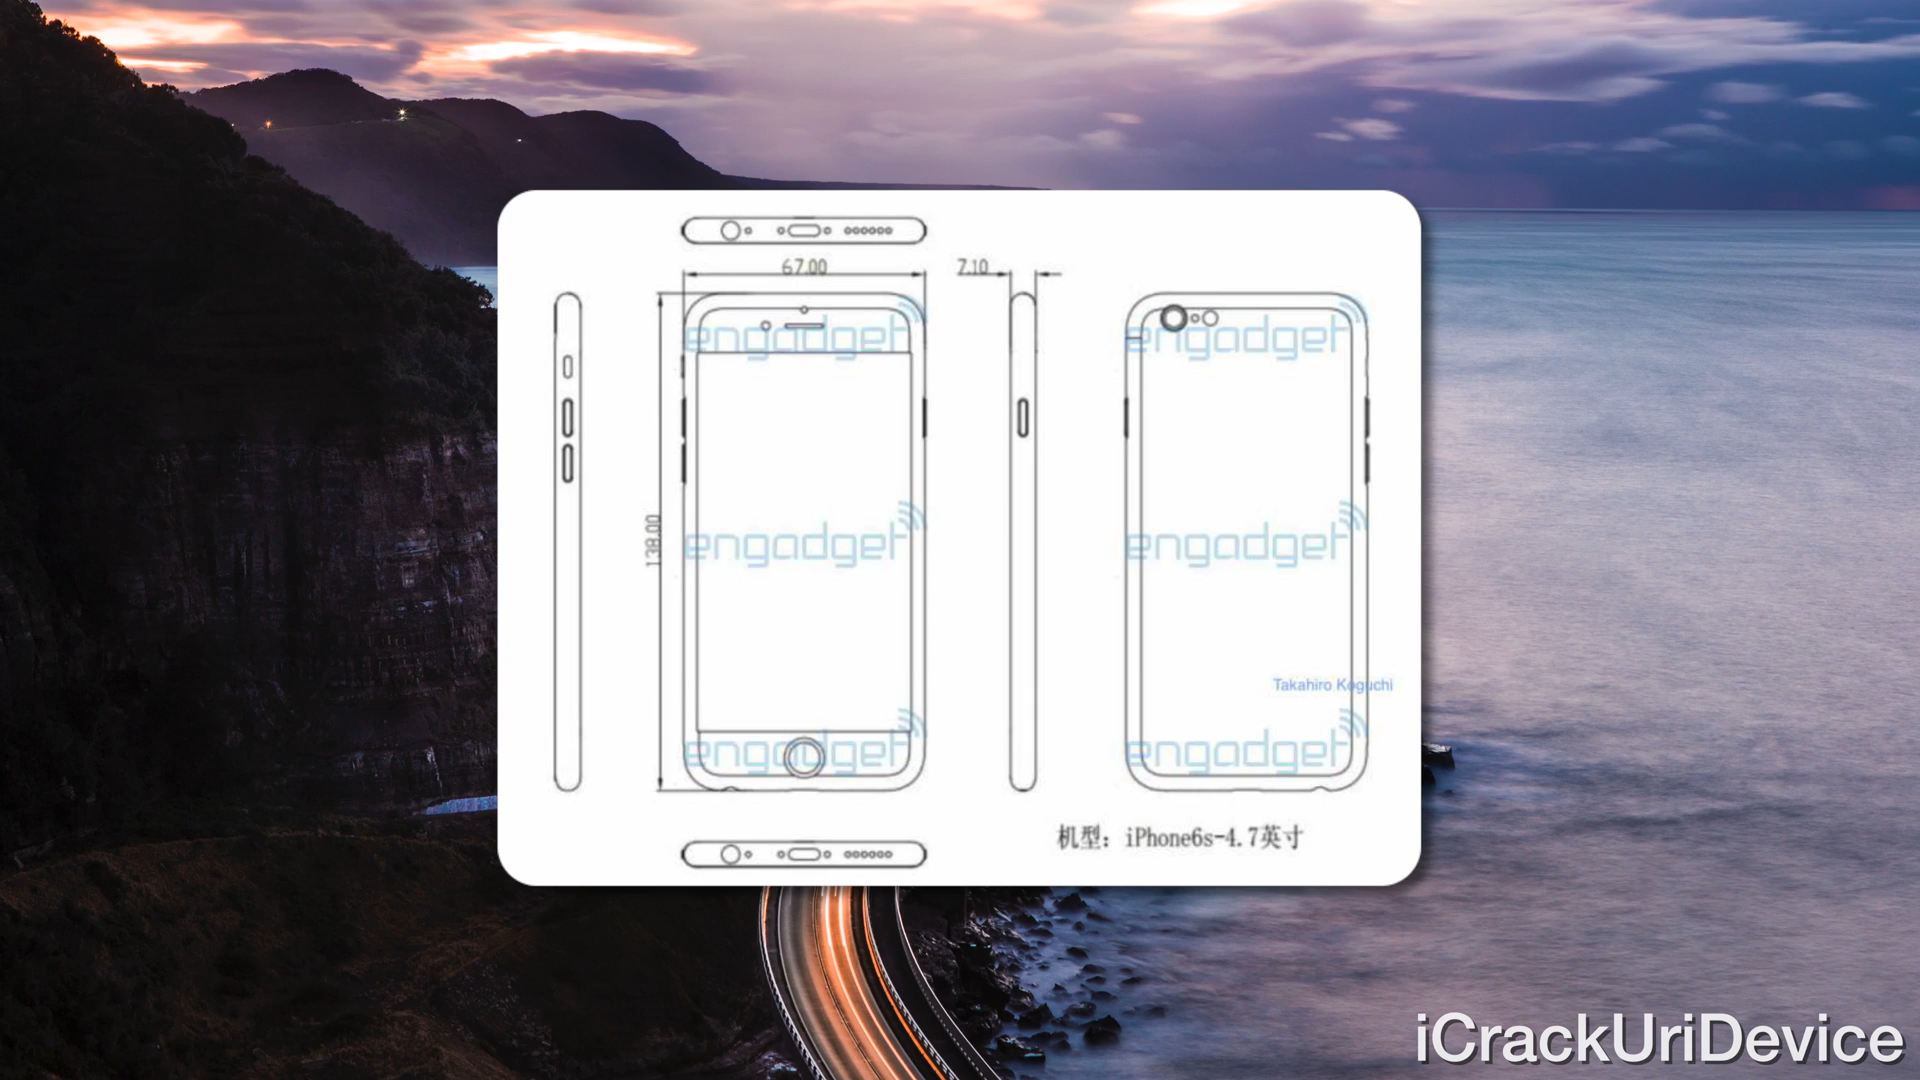 67.00
7.10
138.00
engadget
engadget
engadget
engadget
Takahiro Koguchi
engadget
engadget
机型：iPhone6s-4.7英寸
iCrackUriDevice